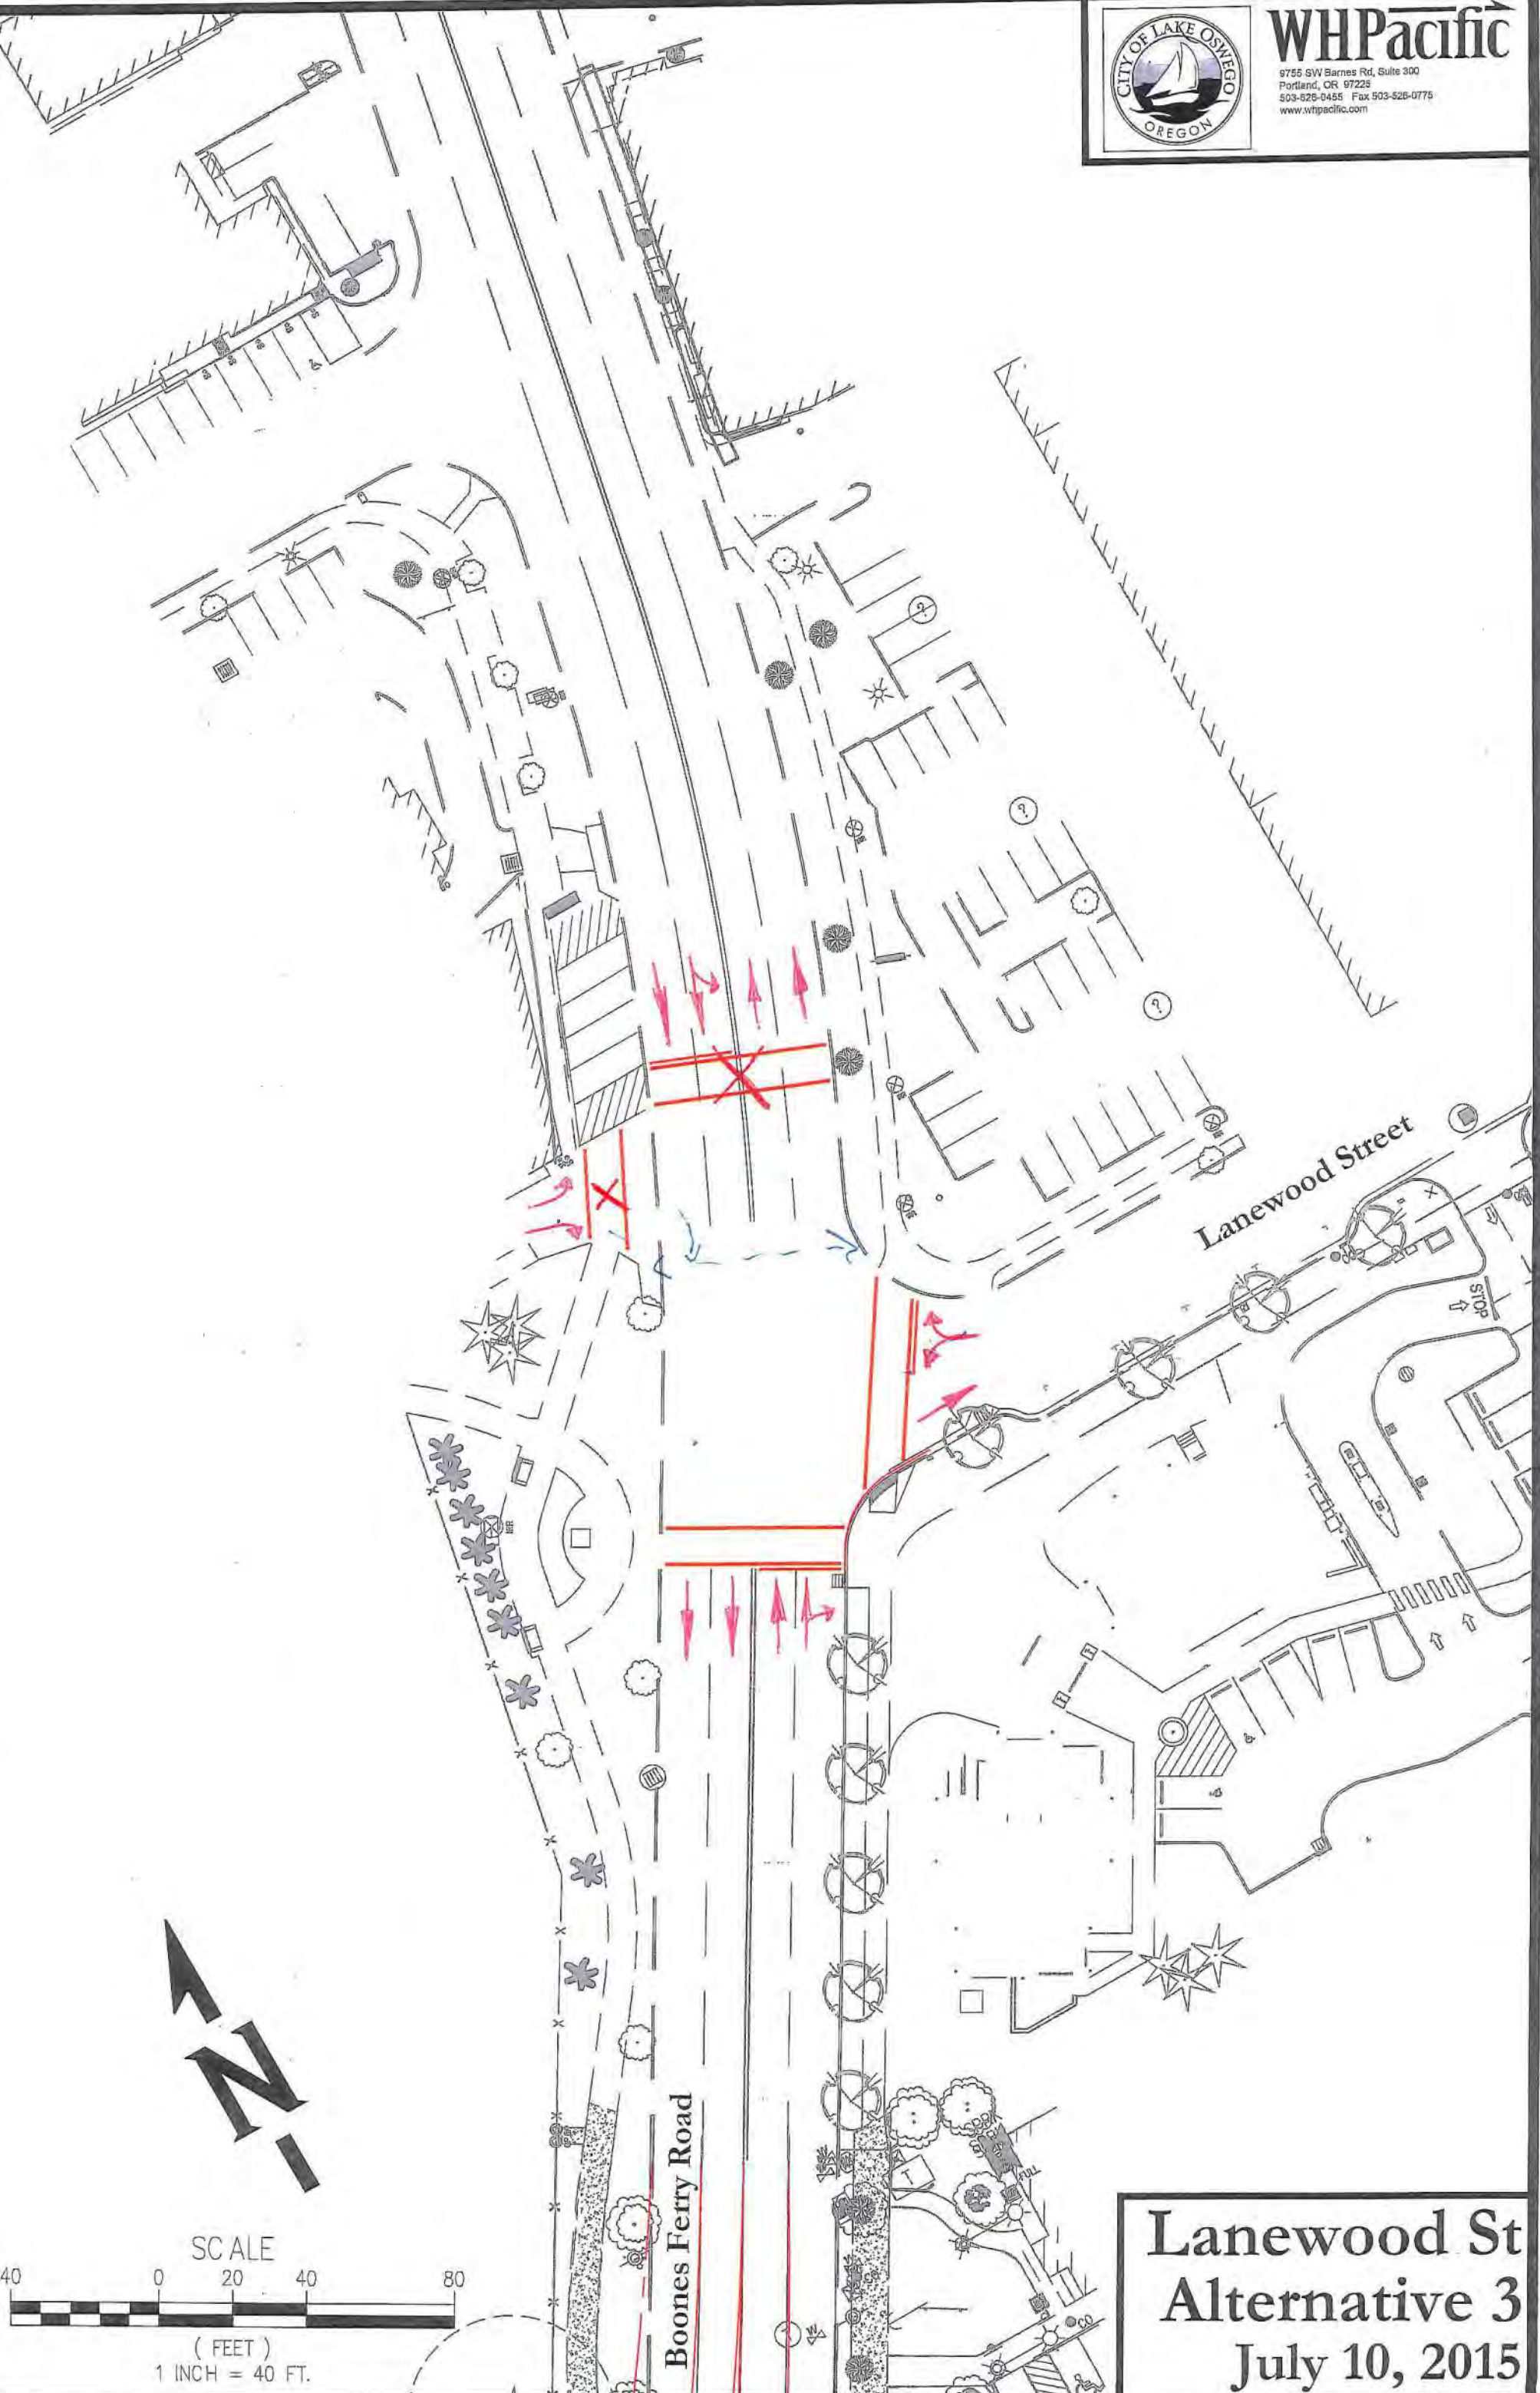 CITY OF LAKE OSWEGO
OREGON
WHPacific
9755 SW Barnes Rd, Suite 300
Portland, OR 97225
503-626-0455 Fax 503-526-0775
www.whpacific.com
?
?
?
Lanewood Street
STOP
Boones Ferry Road
N
T
FULL
CO
SCALE
40 0 20 40 80
( FEET )
1 INCH = 40 FT.
Lanewood St
Alternative 3
July 10, 2015